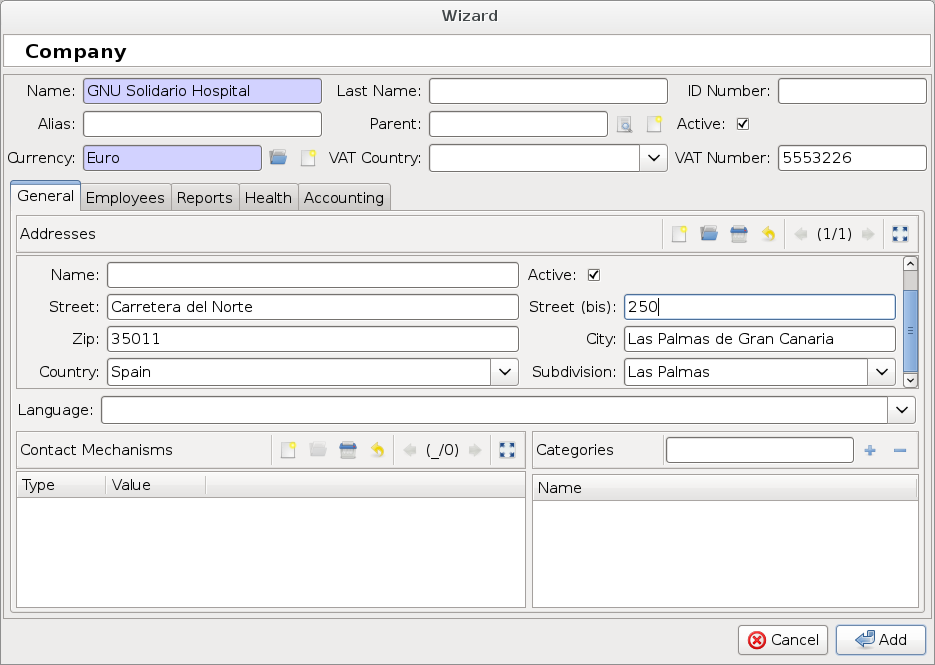 Wizard
Company
Name: GNU Solidario Hospital Last Name: ID Number:
Alias: Parent: Active:
Currency: Euro VAT Country: VAT Number: 5553226
General Employees Reports Health Accounting
Addresses (1/1)
Name: Active:
Street: Carretera del Norte Street (bis): 250
Zip: 35011 City: Las Palmas de Gran Canaria
Country: Spain Subdivision: Las Palmas
Language:
Contact Mechanisms (_/0) Categories
Type Value Name
Cancel Add